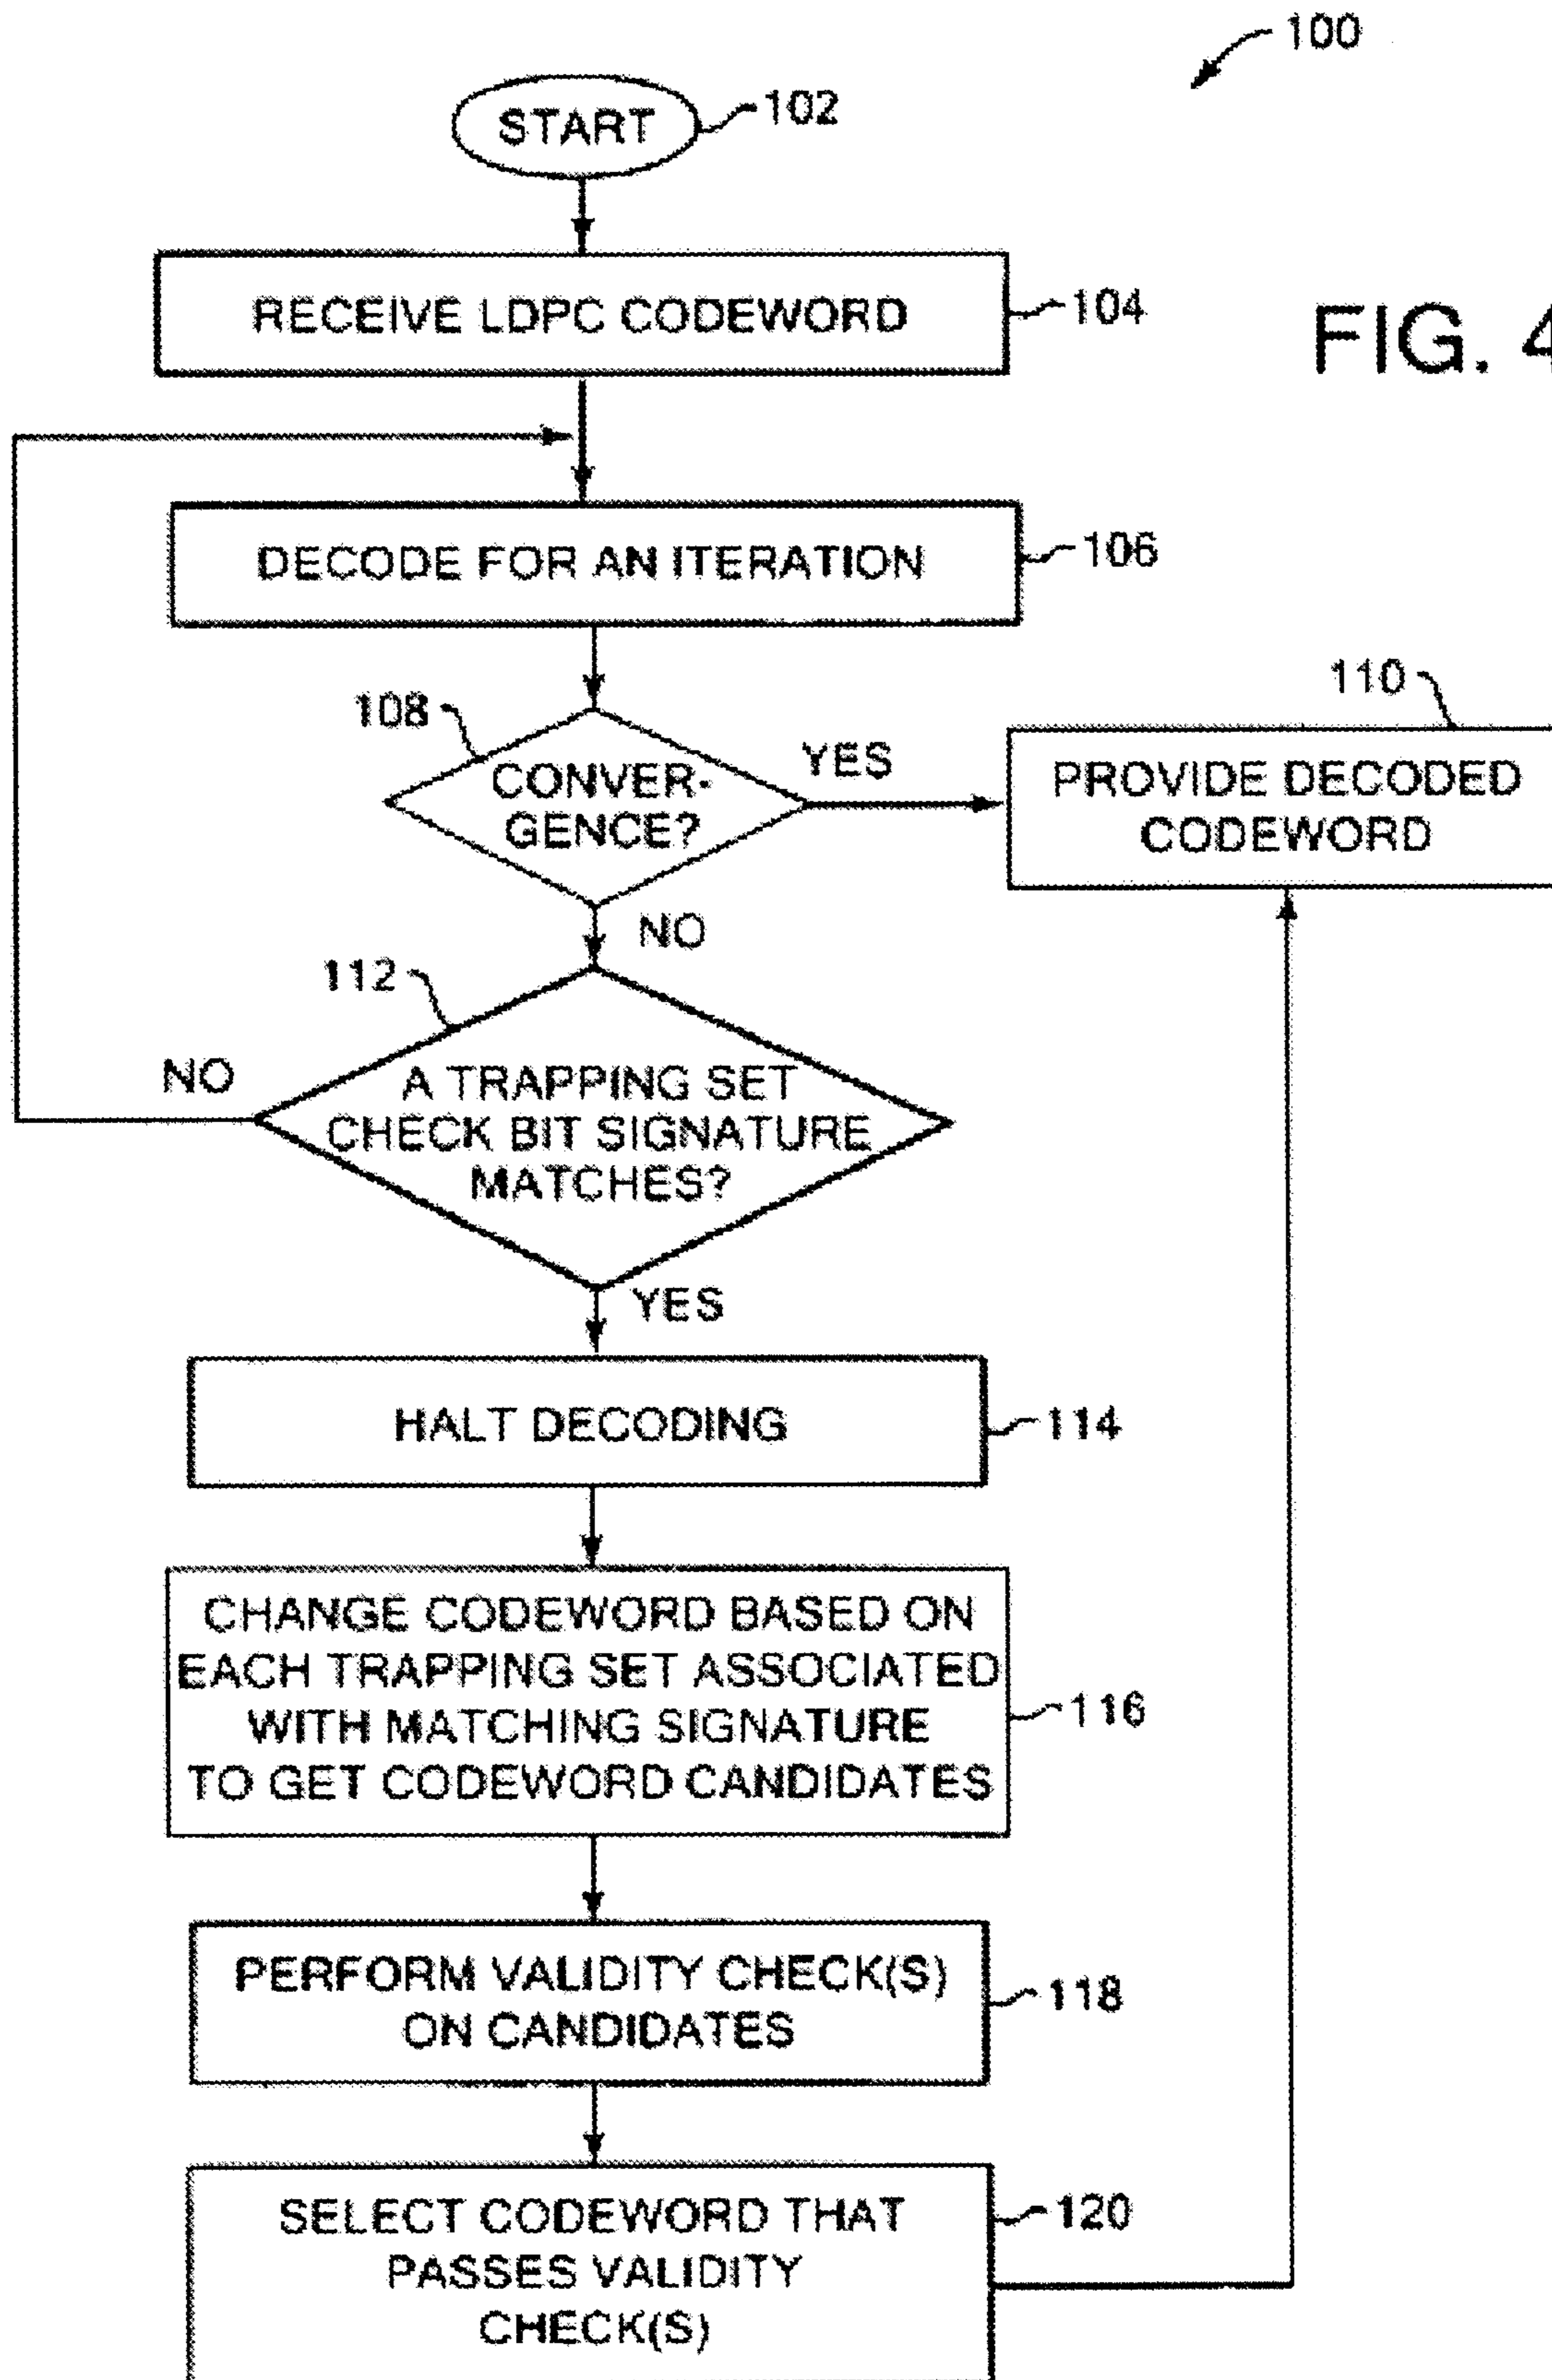 100
START
102
RECEIVE LDPC CODEWORD
104
FIG. 4
DECODE FOR AN ITERATION
106
108
CONVER-
GENCE?
YES
110
PROVIDE DECODED
CODEWORD
NO
112
NO
A TRAPPING SET
CHECK BIT SIGNATURE
MATCHES?
YES
HALT DECODING
114
CHANGE CODEWORD BASED ON
EACH TRAPPING SET ASSOCIATED
WITH MATCHING SIGNATURE
TO GET CODEWORD CANDIDATES
116
PERFORM VALIDITY CHECK(S)
ON CANDIDATES
118
SELECT CODEWORD THAT
PASSES VALIDITY
CHECK(S)
120